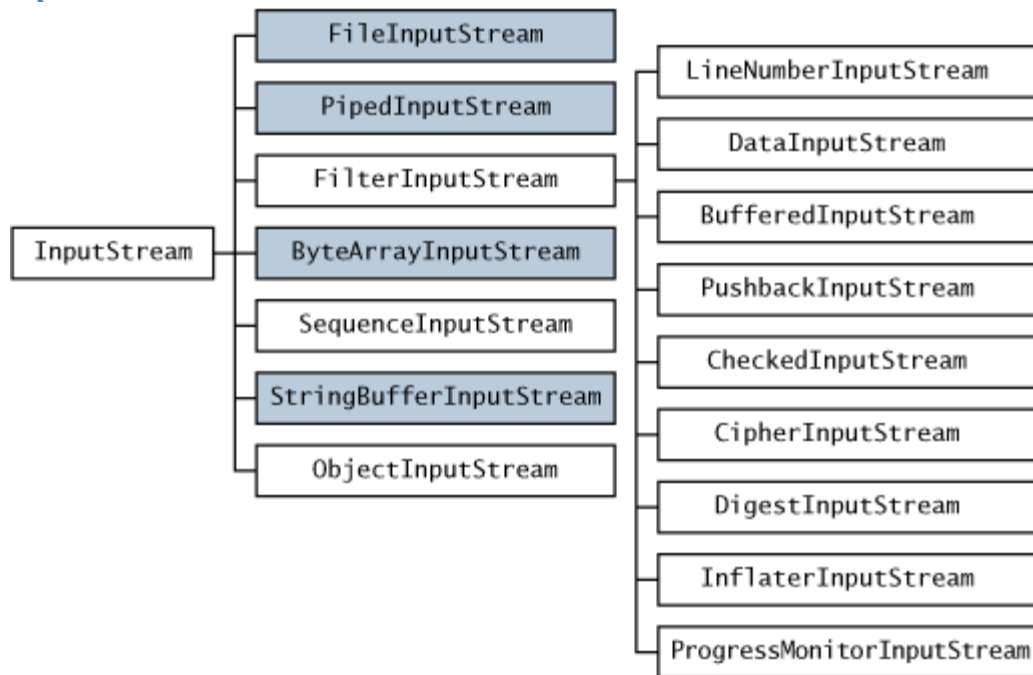 FileInputStream
PipedInputStream
FilterInputStream
InputStream
ByteArrayInputStream
SequenceInputStream
StringBufferInputStream
ObjectInputStream
LineNumberInputStream
DataInputStream
BufferedInputStream
PushbackInputStream
CheckedInputStream
CipherInputStream
DigestInputStream
InflaterInputStream
ProgressMonitorInputStream